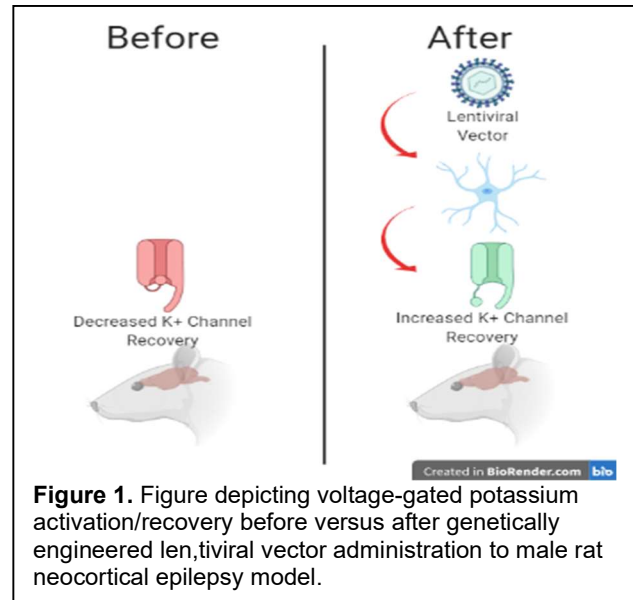 Before
After
Lentiviral
Vector
Decreased K+ Channel
Recovery
Increased K+ Channel
Recovery
Created in BioRender.com bio
Figure 1. Figure depicting voltage-gated potassium
activation/recovery before versus after genetically
engineered len,tiviral vector administration to male rat
neocortical epilepsy model.